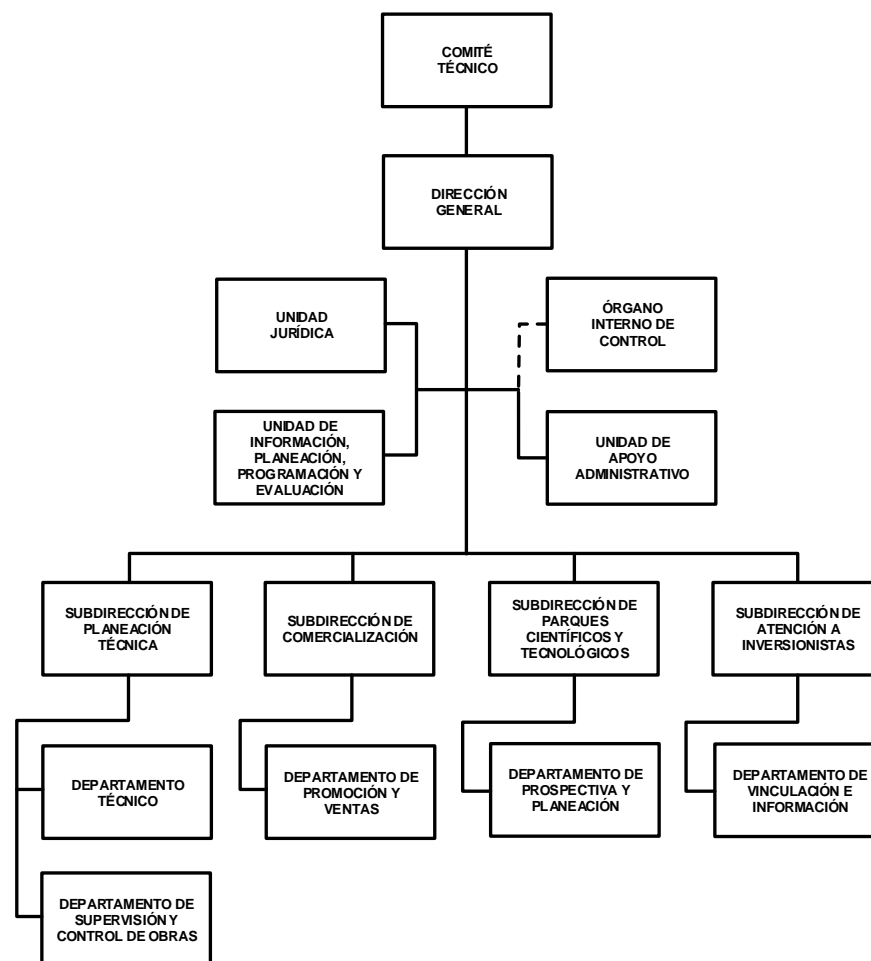 COMITÉ
TÉCNICO
DIRECCIÓN
GENERAL
UNIDAD
JURÍDICA
ÓRGANO
INTERNO DE
CONTROL
UNIDAD DE
INFORMACIÓN,
PLANEACIÓN,
PROGRAMACIÓN Y
EVALUACIÓN
UNIDAD DE
APOYO
ADMINISTRATIVO
SUBDIRECCIÓN DE
PLANEACIÓN
TÉCNICA
SUBDIRECCIÓN DE
COMERCIALIZACIÓN
SUBDIRECCIÓN DE
PARQUES
CIENTÍFICOS Y
TECNOLÓGICOS
SUBDIRECCIÓN DE
ATENCIÓN A
INVERSIONISTAS
DEPARTAMENTO
TÉCNICO
DEPARTAMENTO DE
PROMOCIÓN Y
VENTAS
DEPARTAMENTO DE
PROSPECTIVA Y
PLANEACIÓN
DEPARTAMENTO DE
VINCULACIÓN E
INFORMACIÓN
DEPARTAMENTO DE
SUPERVISIÓN Y
CONTROL DE OBRAS